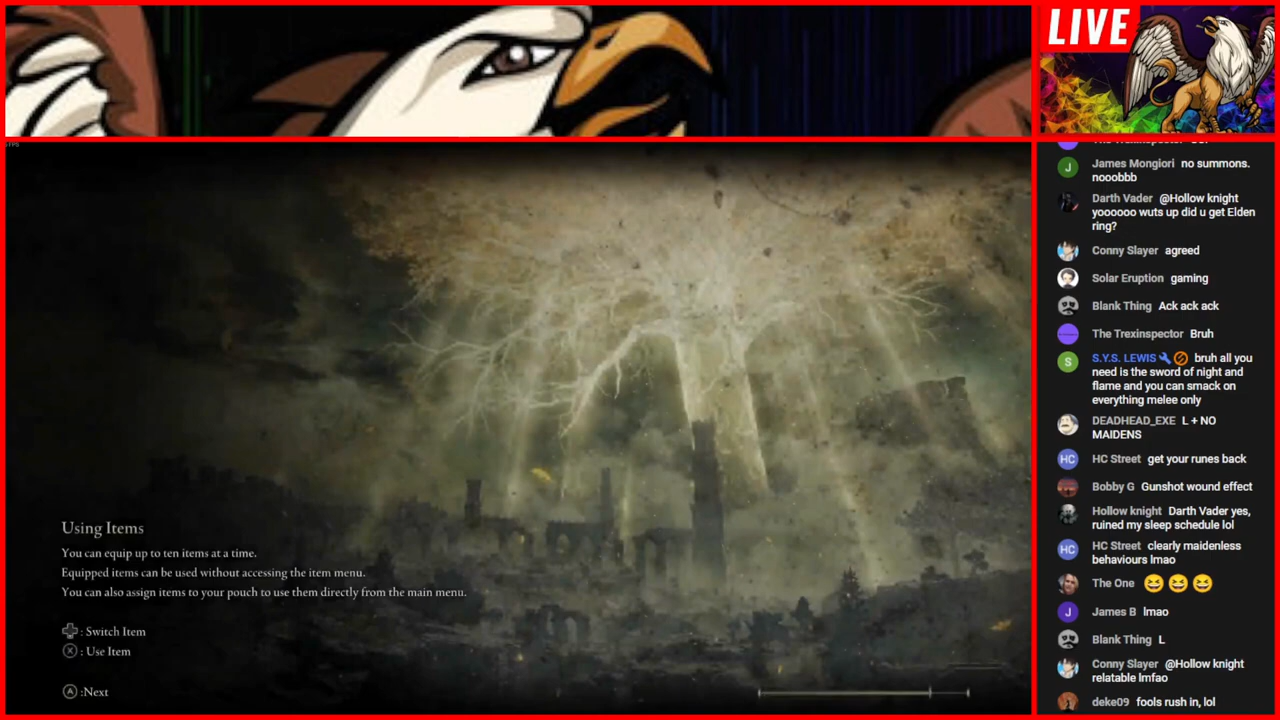 LIVE
James Mongiori no summons.
nooobbb
Darth Vader @Hollow knight
yoooooo wuts up did u get Elden
ring?
Conny Slayer agreed
Solar Eruption gaming
Blank Thing Ack ack ack
The Trexinspector Bruh
S.Y.S. LEWIS bruh all you
need is the sword of night and
flame and you can smack on
everything melee only
DEADHEAD_EXE L + NO
MAIDENS
HC Street get your runes back
Bobby G Gunshot wound effect
Hollow knight Darth Vader yes,
ruined my sleep schedule lol
HC Street clearly maidenless
behaviours lmao
The One 😆😆😆
James B lmao
Blank Thing L
Conny Slayer @Hollow knight
relatable lmfao
deke09 fools rush in, lol
Using Items
You can equip up to ten items at a time.
Equipped items can be used without accessing the item menu.
You can also assign items to your pouch to use them directly from the main menu.
: Switch Item
X : Use Item
A :Next